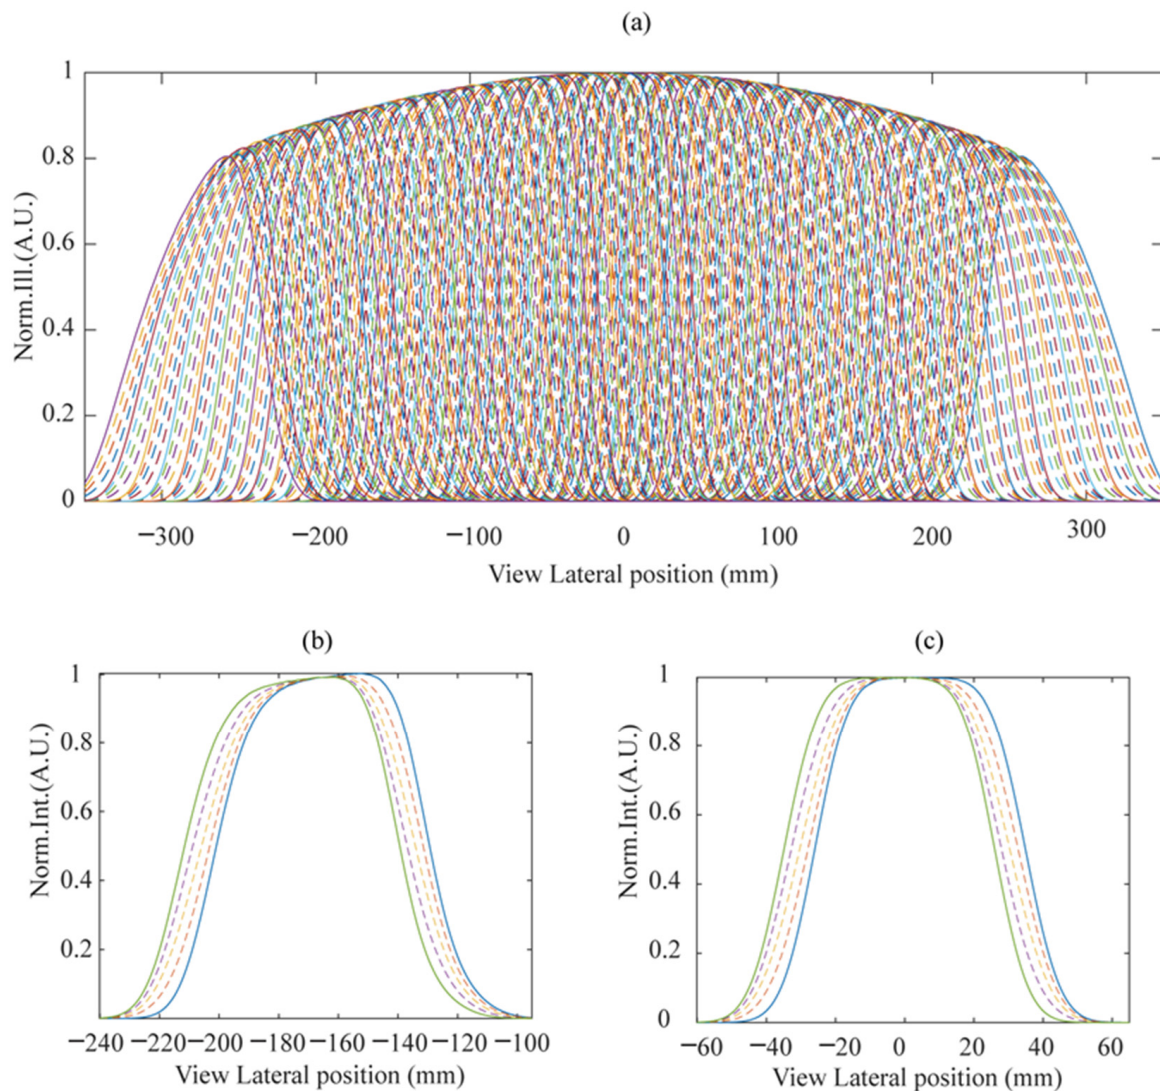 (a)
1
0.8
0.6
0.4
0.2
0
Norm.Ill.(A.U.)
−300 −200 −100 0 100 200 300
View Lateral position (mm)
(b)
1
0.8
0.6
0.4
0.2
Norm.Int.(A.U.)
−240 −220 −200 −180 −160 −140 −120 −100
View Lateral position (mm)
(c)
1
0.8
0.6
0.4
0.2
0
Norm.Int.(A.U.)
−60 −40 −20 0 20 40 60
View Lateral position (mm)